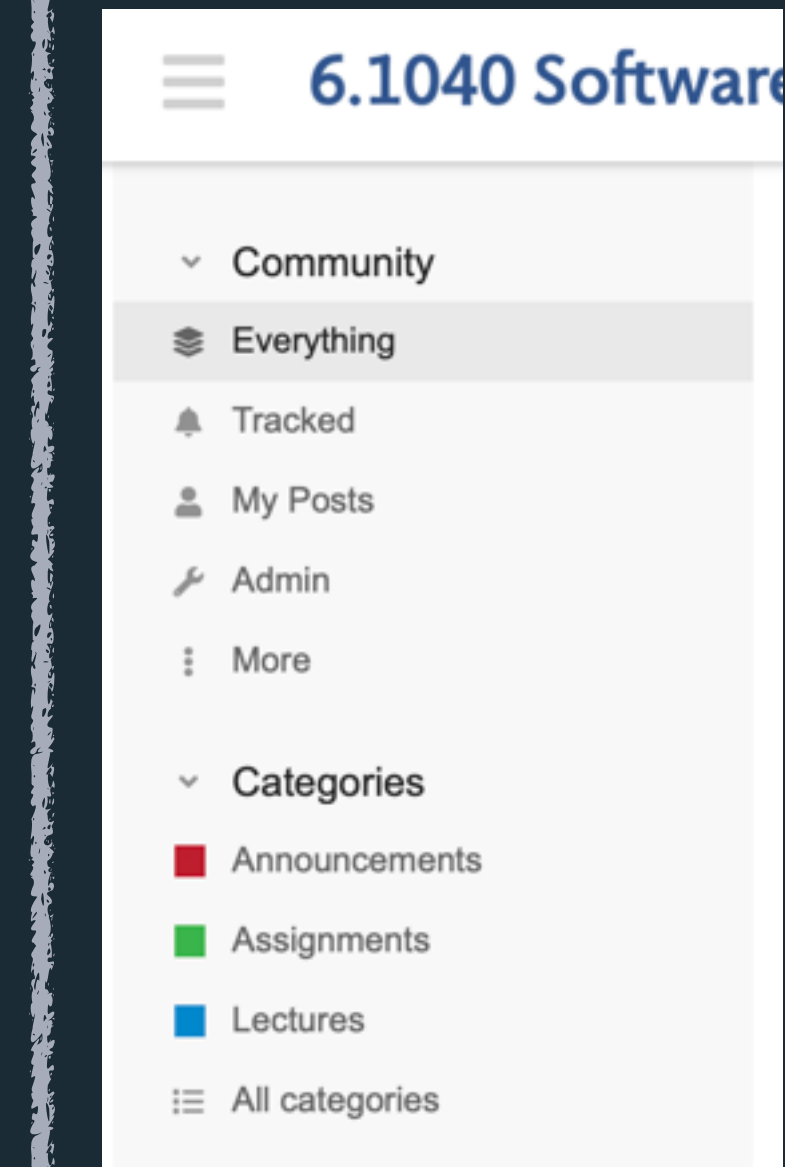 6.1040 Software
Community
Everything
Tracked
My Posts
Admin
More
Categories
Announcements
Assignments
Lectures
All categories